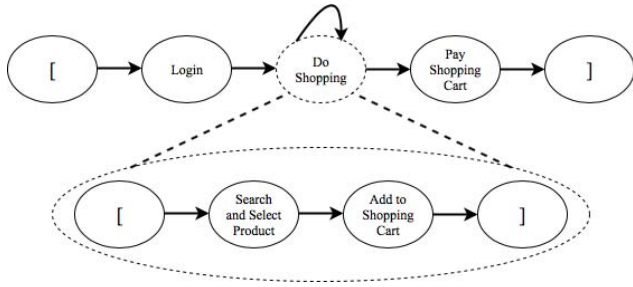 [
Login
Do
Shopping
Pay
Shopping
Cart
]
[
Search
and Select
Product
Add to
Shopping
Cart
]